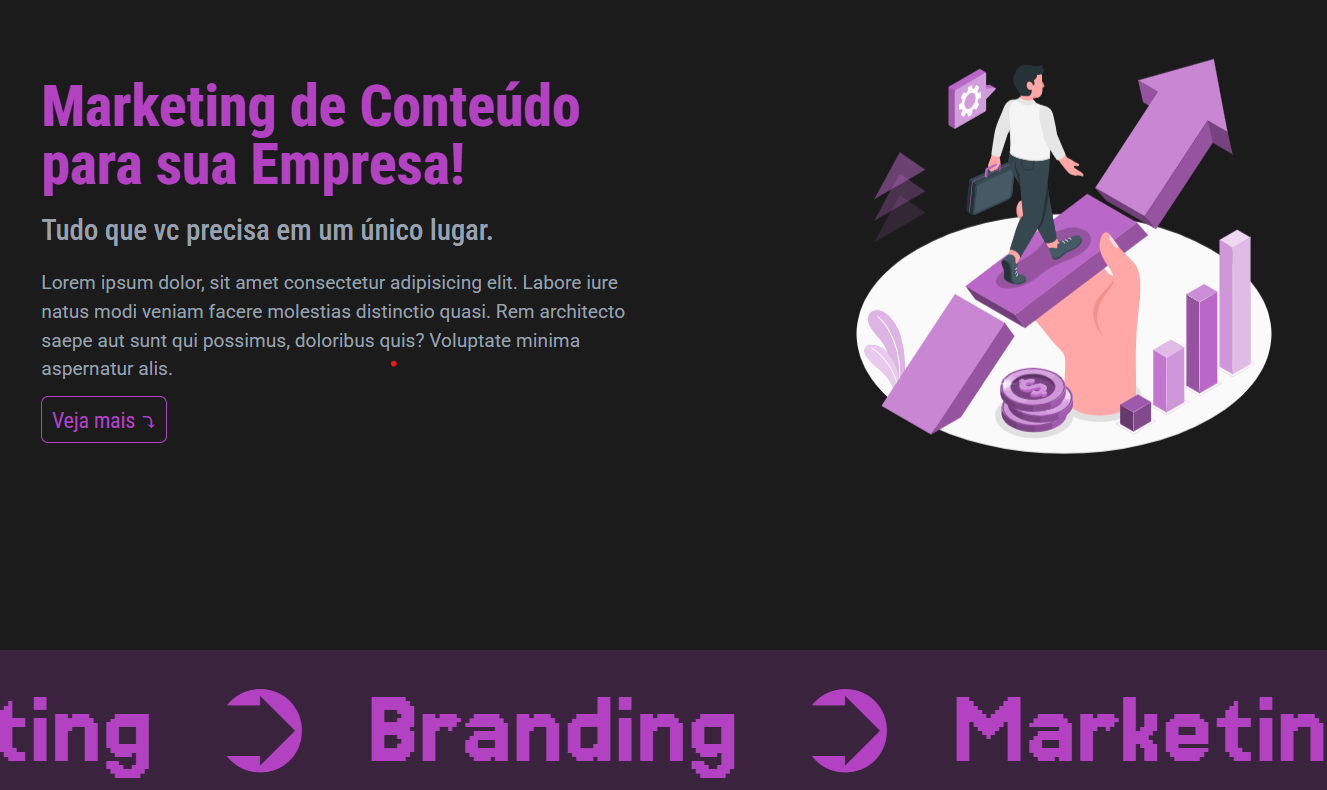 Marketing de Conteúdo
para sua Empresa!
Tudo que vc precisa em um único lugar.
Lorem ipsum dolor, sit amet consectetur adipisicing elit. Labore iure
natus modi veniam facere molestias distinctio quasi. Rem architecto
saepe aut sunt qui possimus, doloribus quis? Voluptate minima
aspernatur alis.
Veja mais ⤵
ting Branding Marketin